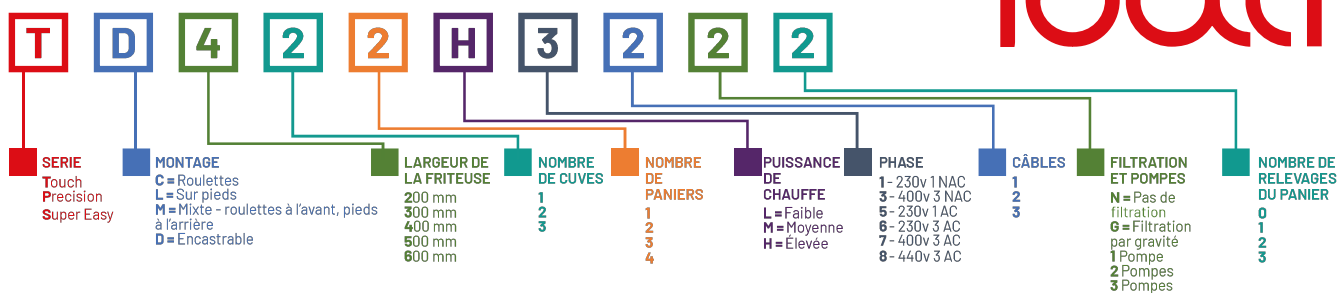 T D 4 2 2 H 3 2 2 2
SERIE
Touch
Precision
Super Easy
MONTAGE
C = Roulettes
L = Sur pieds
M = Mixte - roulettes à l'avant, pieds
à l'arrière
D = Encastrable
LARGEUR DE
LA FRITEUSE
200 mm
300 mm
400 mm
500 mm
600 mm
NOMBRE
DE CUVES
1
2
3
NOMBRE
DE
PANIERS
1
2
3
4
PUISSANCE
DE
CHAUFFE
L = Faible
M = Moyenne
H = Élevée
PHASE
1 - 230v 1 NAC
3 - 400v 3 NAC
5 - 230v 1 AC
6 - 230v 3 AC
7 - 400v 3 AC
8 - 440v 3 AC
CÂBLES
1
2
3
FILTRATION
ET POMPES
N = Pas de
filtration
G = Filtration
par gravité
1 Pompe
2 Pompes
3 Pompes
NOMBRE DE
RELEVAGES
DU PANIER
0
1
2
3